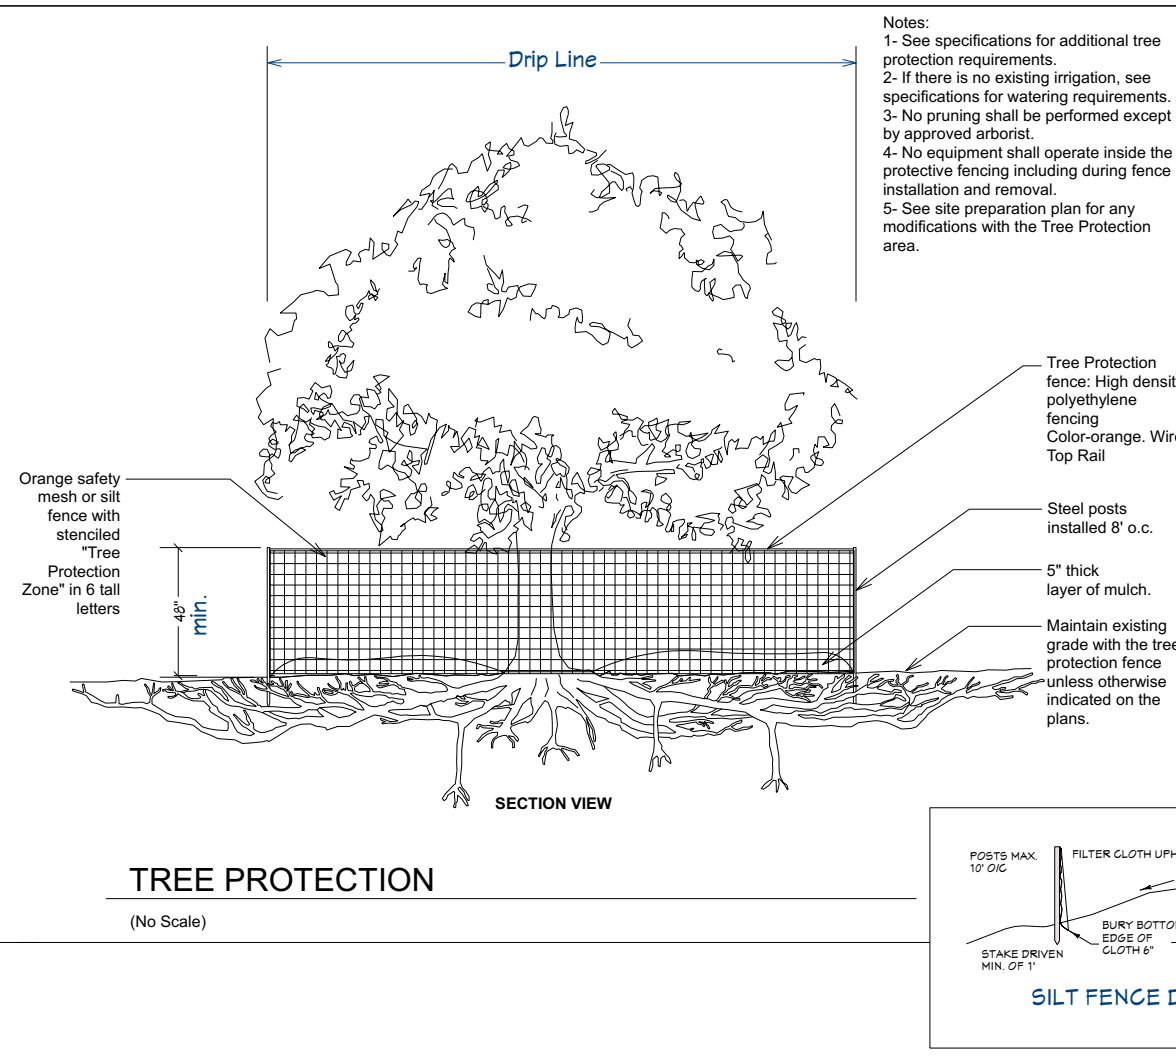 Notes:
1- See specifications for additional tree
protection requirements.
2- If there is no existing irrigation, see
specifications for watering requirements.
3- No pruning shall be performed except
by approved arborist.
4- No equipment shall operate inside the
protective fencing including during fence
installation and removal.
5- See site preparation plan for any
modifications with the Tree Protection
area.
Drip Line
Tree Protection
fence: High densit
polyethylene
fencing
Color-orange. Wir
Top Rail
Orange safety
mesh or silt
fence with
stenciled
"Tree
Protection
Zone" in 6 tall
letters
48"
min.
Steel posts
installed 8' o.c.
5" thick
layer of mulch.
Maintain existing
grade with the tree
protection fence
unless otherwise
indicated on the
plans.
SECTION VIEW
TREE PROTECTION
(No Scale)
POSTS MAX.
10' O/C
FILTER CLOTH UPH
BURY BOTTO
EDGE OF
CLOTH 6"
STAKE DRIVEN
MIN. OF 1'
SILT FENCE D